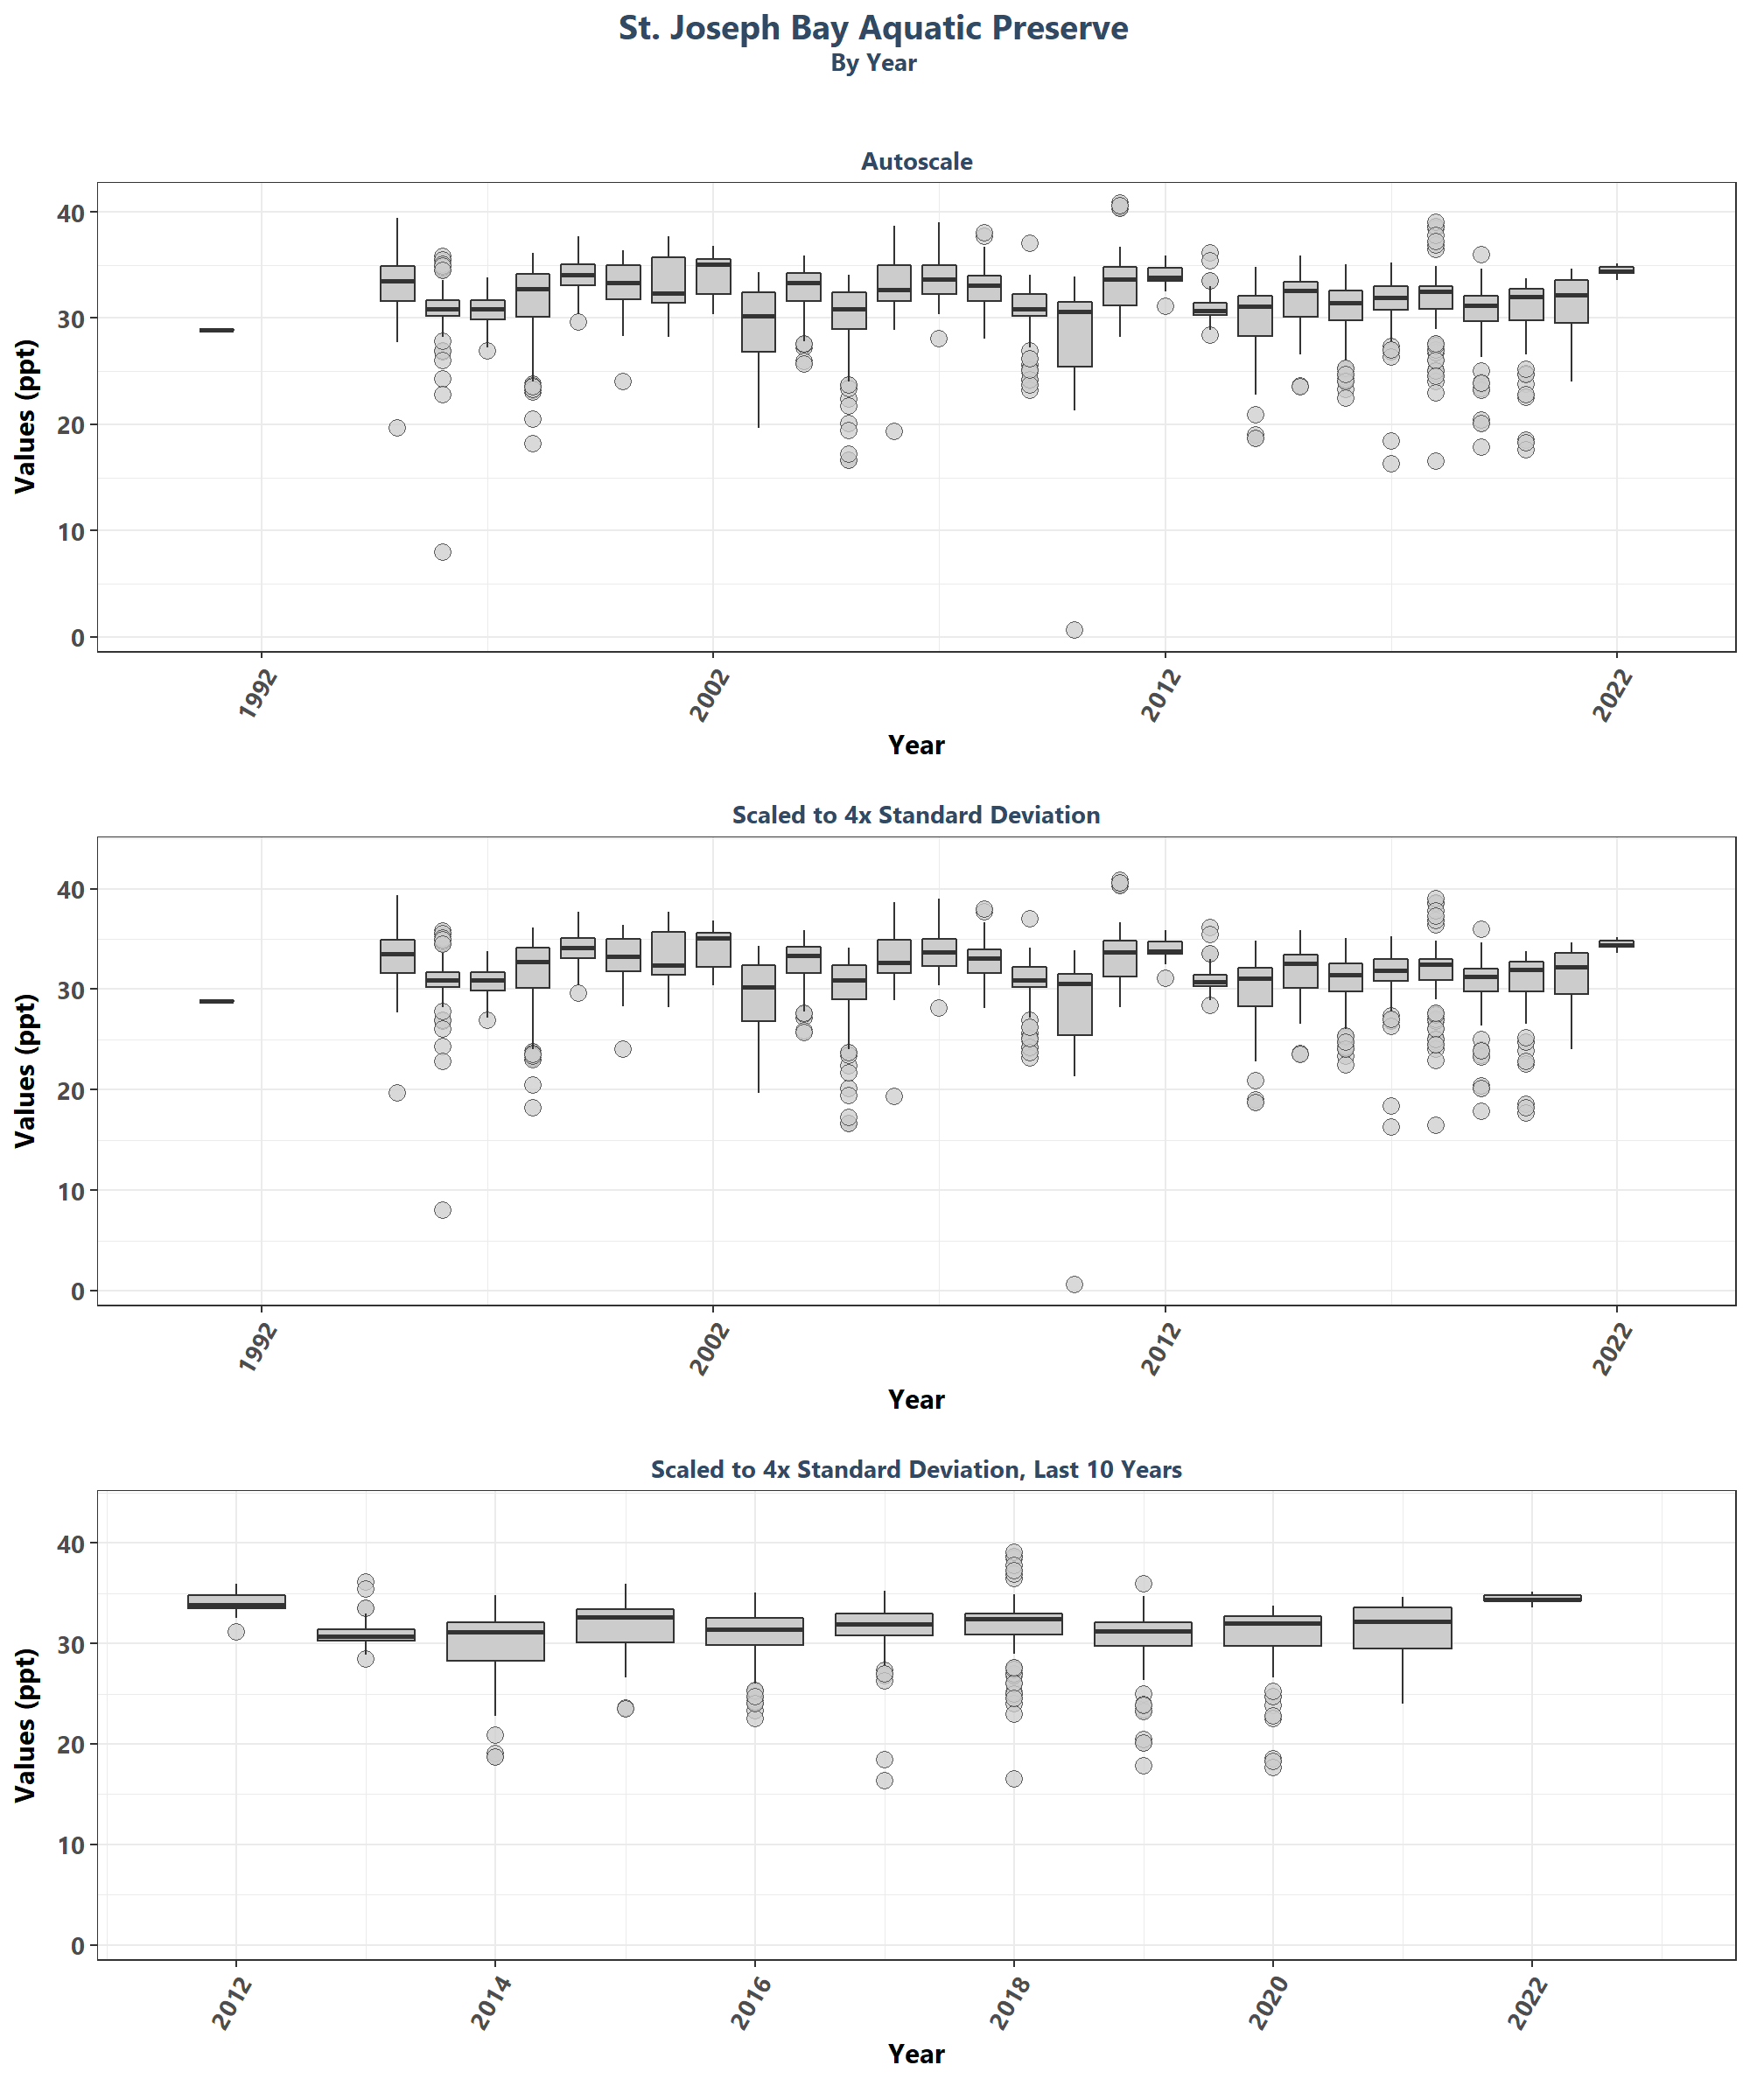 St. Joseph Bay Aquatic Preserve
By Year
Autoscale
Values (ppt)
40
30
20
10
0
1992 2002 2012 2022
Year
Scaled to 4x Standard Deviation
Values (ppt)
40
30
20
10
0
1992 2002 2012 2022
Year
Scaled to 4x Standard Deviation, Last 10 Years
Values (ppt)
40
30
20
10
0
2012 2014 2016 2018 2020 2022
Year